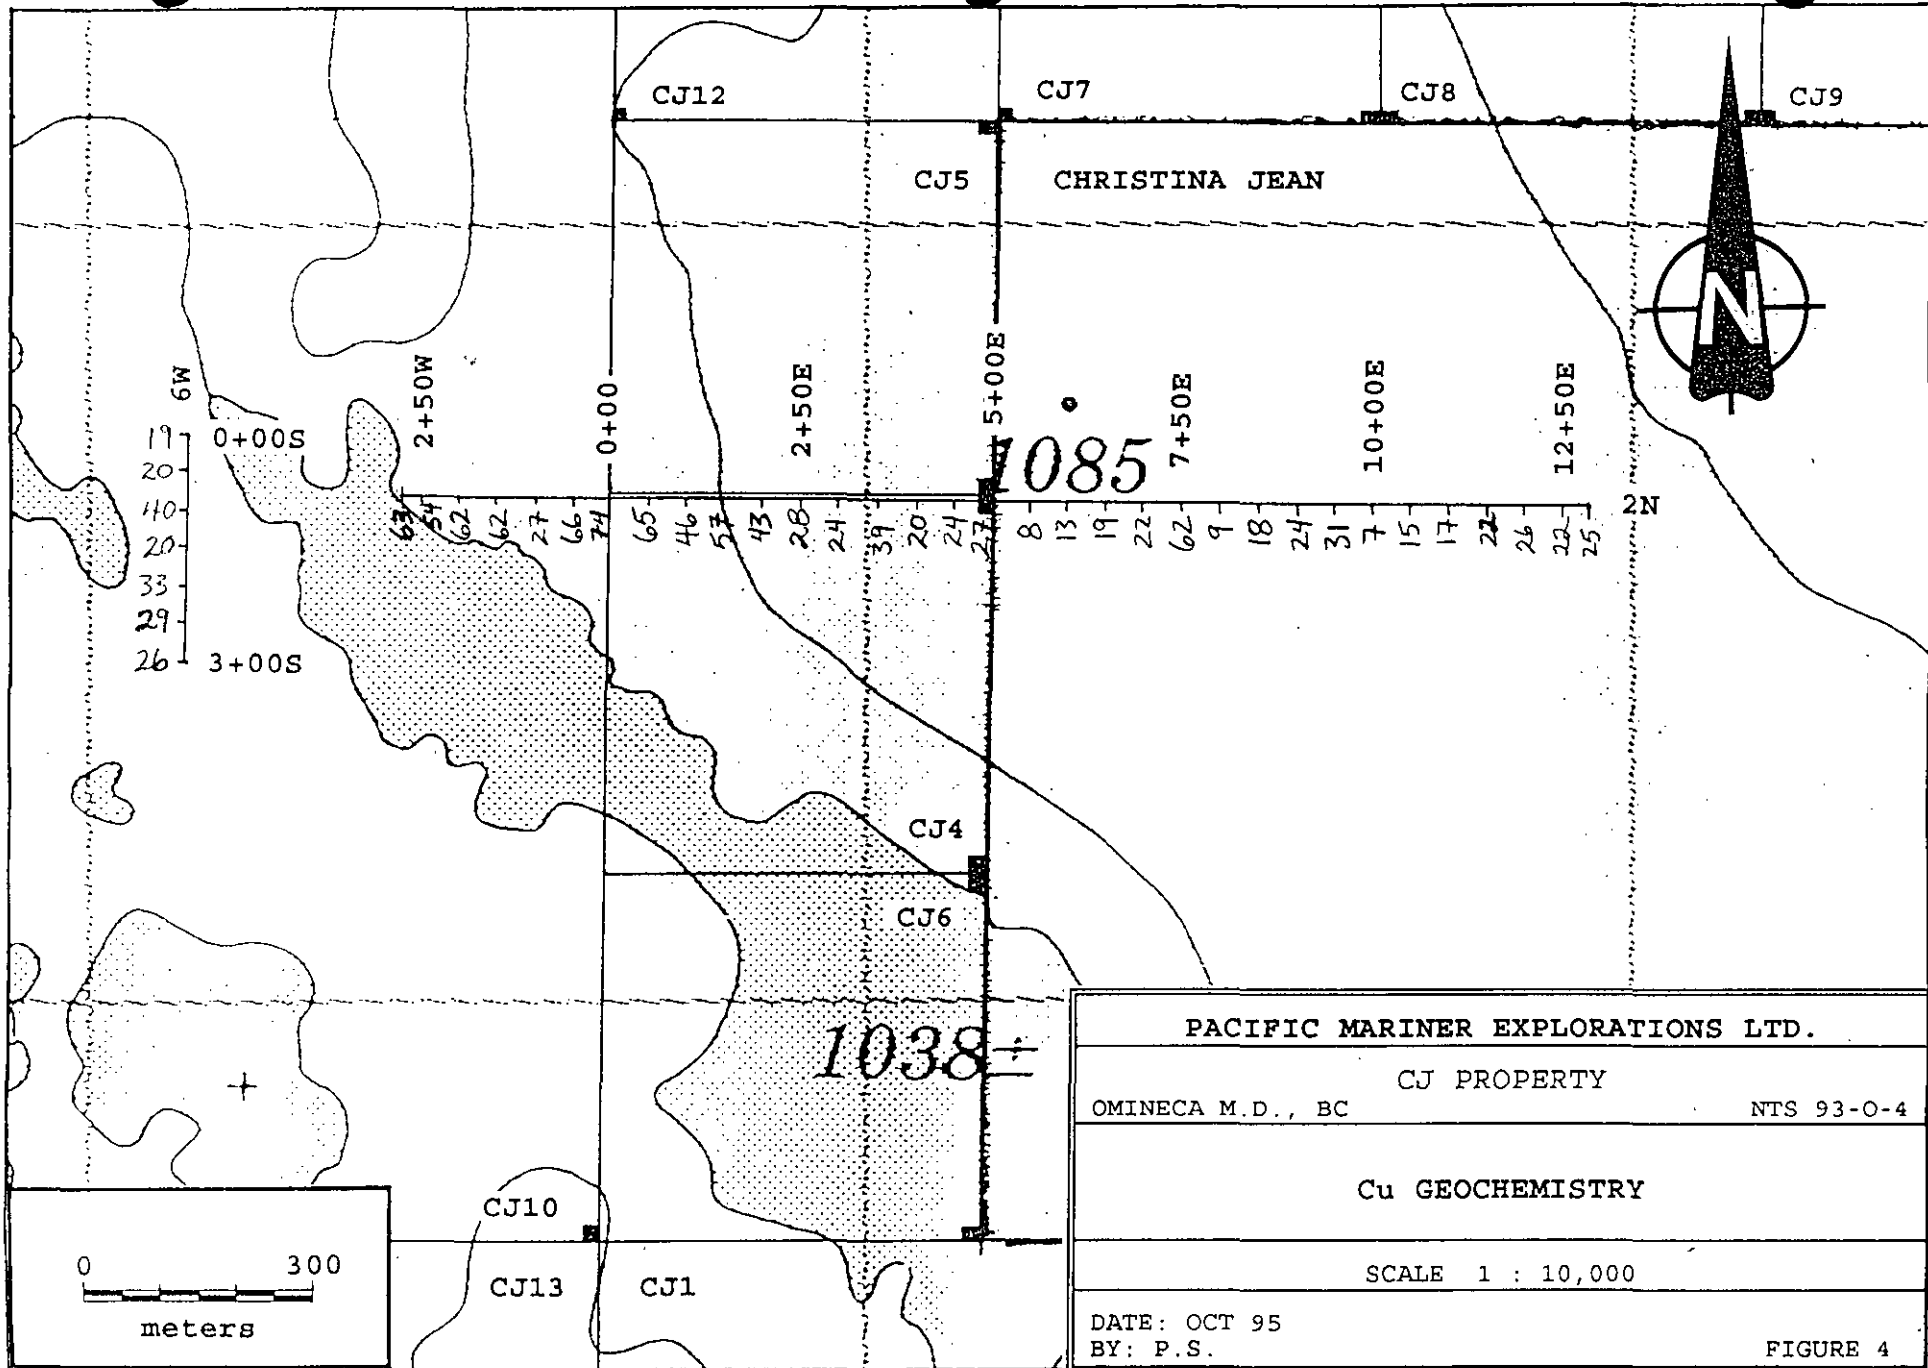 CJ12
CJ7
CJ8
CJ9
CJ5
CHRISTINA JEAN
N
6W
2+50W
0+00
2+50E
5+00E
7+50E
10+00E
12+50E
19
0+00S
20
40
20
33
29
26
3+00S
1085
2N
63
54
62
62
27
66
74
65
46
57
43
28
24
39
20
24
27
8
13
19
22
62
9
18
24
31
7
15
17
22
26
22
25
CJ4
CJ6
1038
CJ10
CJ13
CJ1
0 300
meters
PACIFIC MARINER EXPLORATIONS LTD.
CJ PROPERTY
OMINECA M.D., BC NTS 93-O-4
Cu GEOCHEMISTRY
SCALE 1 : 10,000
DATE: OCT 95
BY: P.S. FIGURE 4